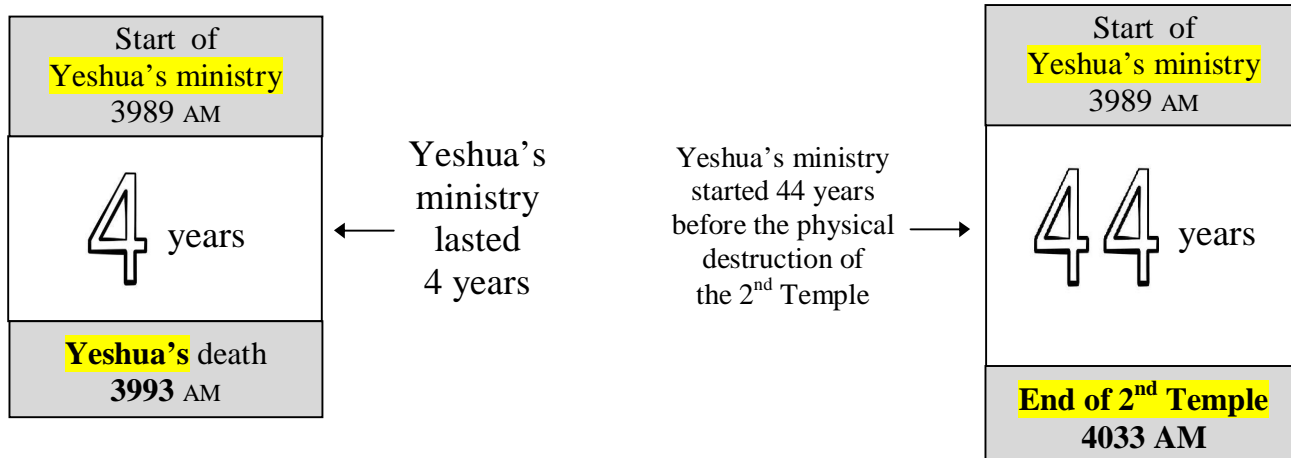 Start of
Yeshua's ministry
3989 AM
4 years
Yeshua's death
3993 AM
Yeshua's
ministry
lasted
4 years
Yeshua's ministry
started 44 years
before the physical
destruction of
the 2nd Temple
Start of
Yeshua's ministry
3989 AM
44 years
End of 2nd Temple
4033 AM